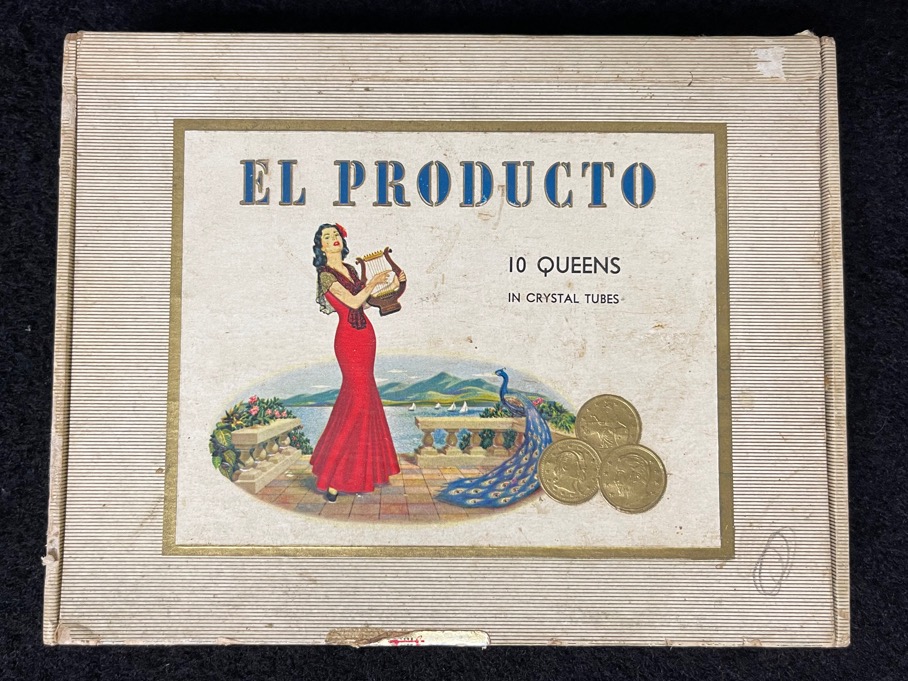 EL PRODUCTO
10 QUEENS
IN CRYSTAL TUBES